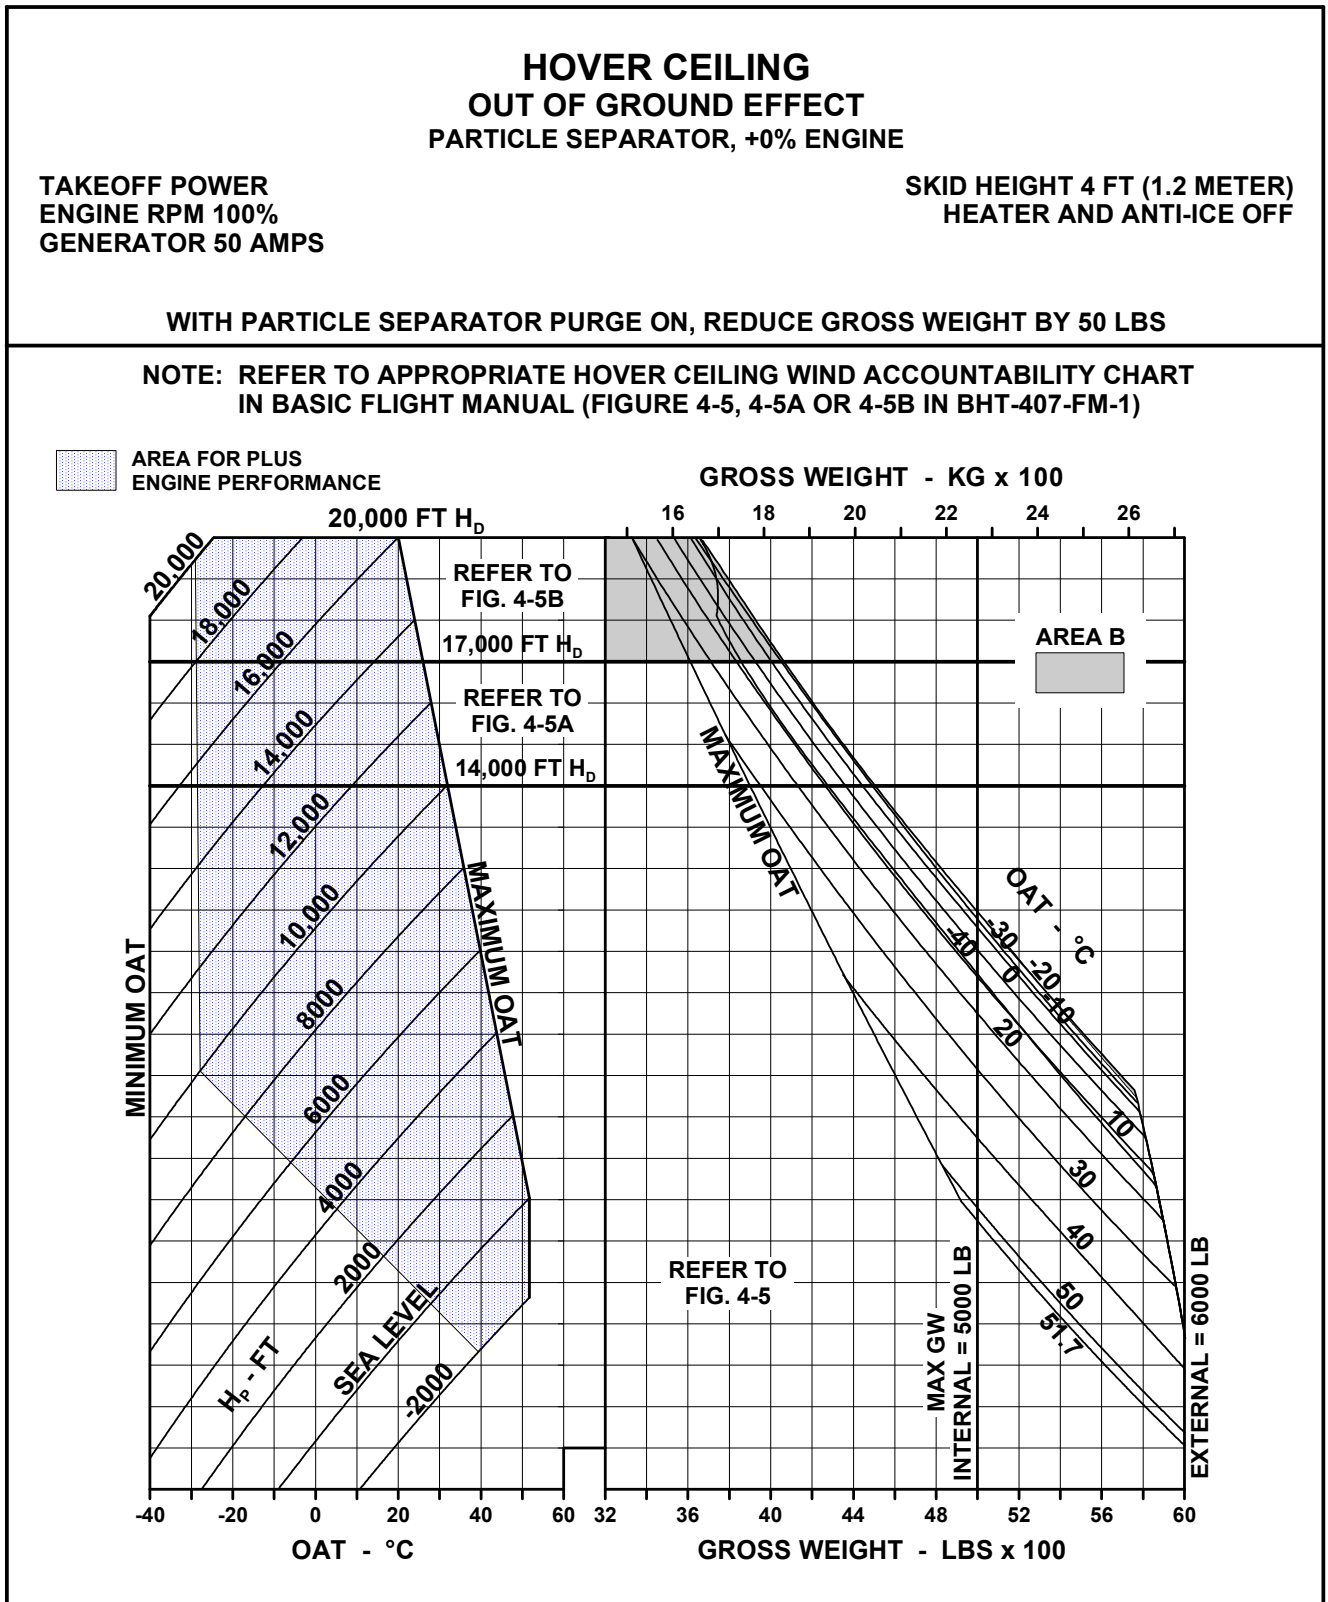 HOVER CEILING
OUT OF GROUND EFFECT
PARTICLE SEPARATOR, +0% ENGINE
TAKEOFF POWER
ENGINE RPM 100%
GENERATOR 50 AMPS
SKID HEIGHT 4 FT (1.2 METER)
HEATER AND ANTI-ICE OFF
WITH PARTICLE SEPARATOR PURGE ON, REDUCE GROSS WEIGHT BY 50 LBS
NOTE: REFER TO APPROPRIATE HOVER CEILING WIND ACCOUNTABILITY CHART
IN BASIC FLIGHT MANUAL (FIGURE 4-5, 4-5A OR 4-5B IN BHT-407-FM-1)
AREA FOR PLUS
ENGINE PERFORMANCE
GROSS WEIGHT - KG x 100
16 18 20 22 24 26
20,000 FT HD
REFER TO
FIG. 4-5B
17,000 FT HD
REFER TO
FIG. 4-5A
14,000 FT HD
AREA B
20,000
18,000
16,000
14,000
12,000
10,000
8000
6000
4000
2000
SEA LEVEL
-2000
HP - FT
MINIMUM OAT
MAXIMUM OAT
MAXIMUM OAT
OAT - °C
-40
-30
-20
-10
0
10
20
30
40
50
51.7
REFER TO
FIG. 4-5
MAX GW
INTERNAL = 5000 LB
EXTERNAL = 6000 LB
-40 -20 0 20 40 60
32 36 40 44 48 52 56 60
OAT - °C
GROSS WEIGHT - LBS x 100